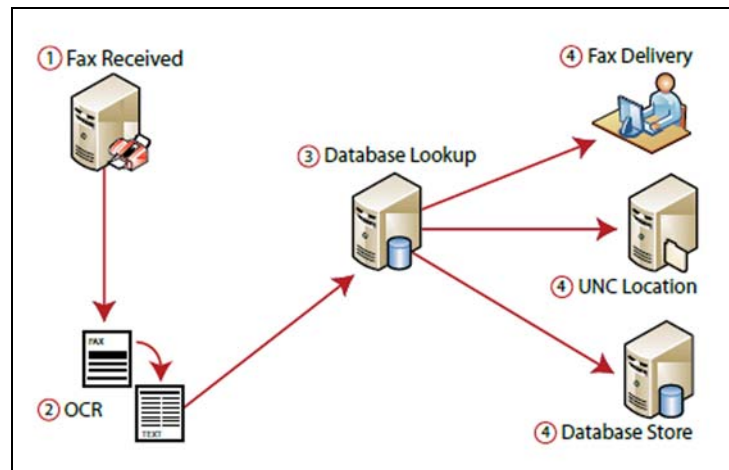 1 Fax Received
4 Fax Delivery
3 Database Lookup
4 UNC Location
FAX
2 OCR
TEXT
4 Database Store